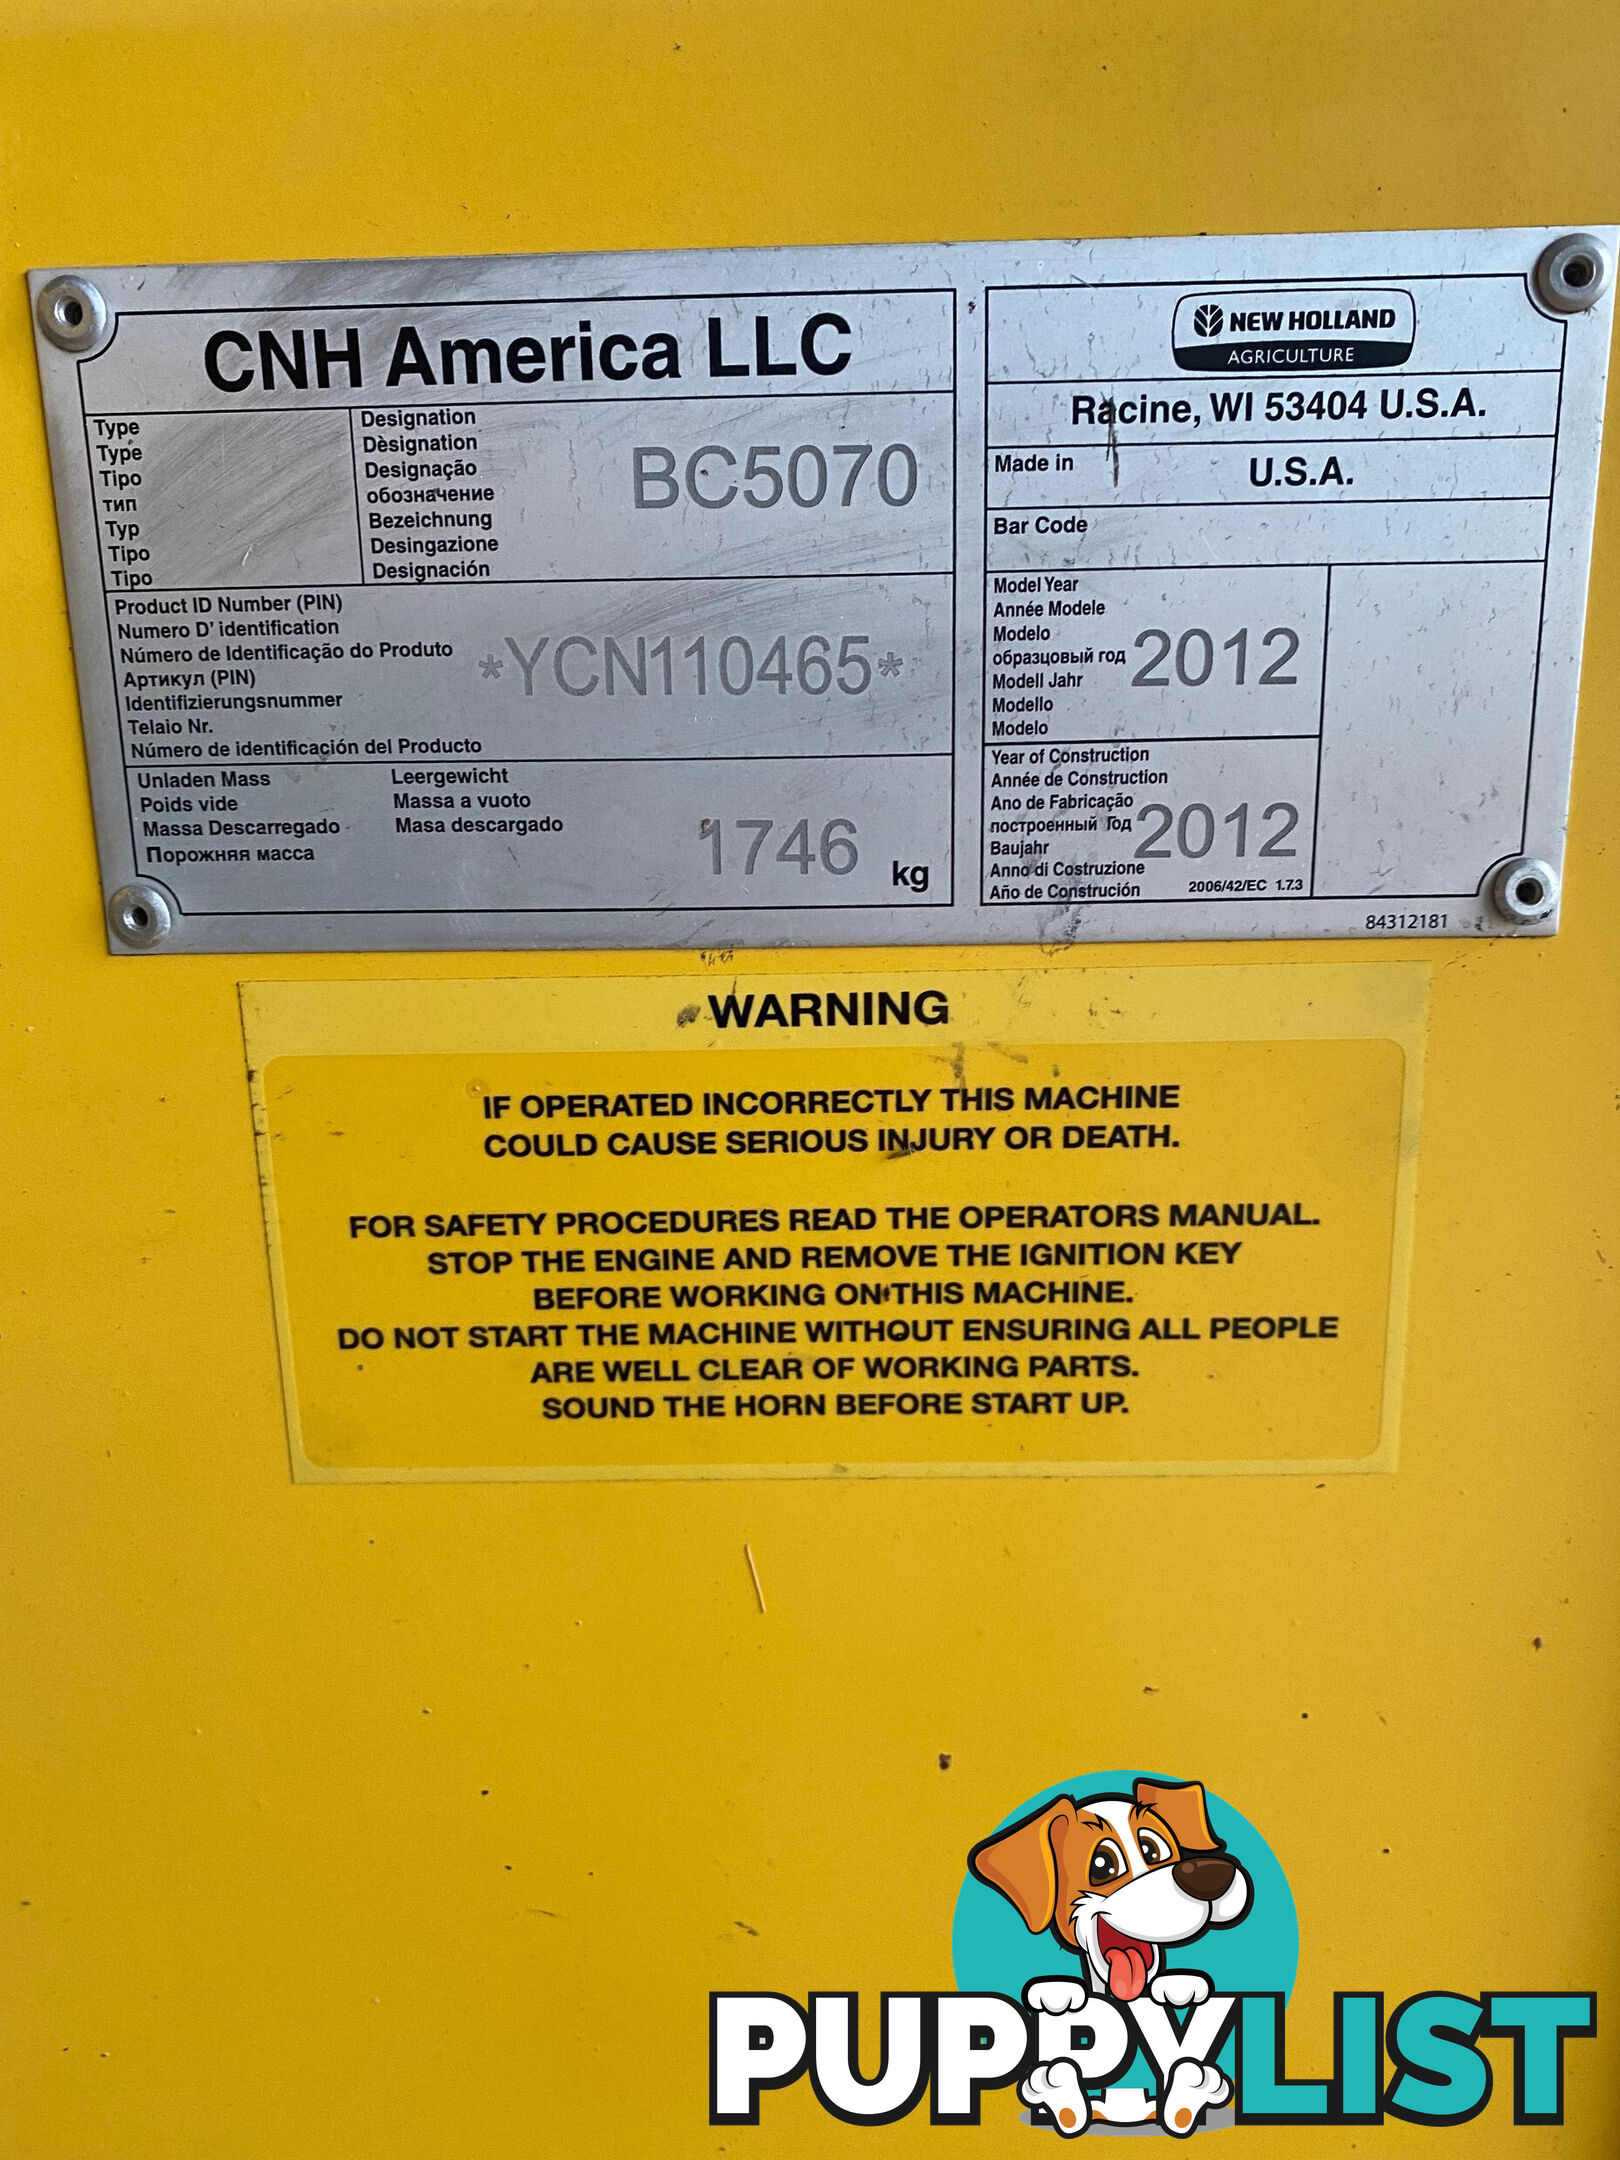 CNH America LLC
Type
Type
Tipo
тип
Typ
Tipo
Tipo
Designation
Dèsignation
Designação
обозначение
Bezeichnung
Desingazione
Designación
BC5070
Product ID Number (PIN)
Numero D' identification
Número de Identificação do Produto
Артикул (PIN)
Identifizierungsnummer
Telaio Nr.
Número de identificación del Producto
*YCN110465*
Unladen Mass
Poids vide
Massa Descarregado
Порожняя масса
Leergewicht
Massa a vuoto
Masa descargado
1746 kg
NEW HOLLAND
AGRICULTURE
Racine, WI 53404 U.S.A.
Made in
U.S.A.
Bar Code
Model Year
Année Modele
Modelo
образцовый год
Modell Jahr
Modello
Modelo
2012
Year of Construction
Année de Construction
Ano de Fabricação
построенный Год
Baujahr
Anno di Costruzione
Año de Construción
2012
2006/42/EC 1.7.3
84312181
WARNING
IF OPERATED INCORRECTLY THIS MACHINE
COULD CAUSE SERIOUS INJURY OR DEATH.
FOR SAFETY PROCEDURES READ THE OPERATORS MANUAL.
STOP THE ENGINE AND REMOVE THE IGNITION KEY
BEFORE WORKING ON THIS MACHINE.
DO NOT START THE MACHINE WITHOUT ENSURING ALL PEOPLE
ARE WELL CLEAR OF WORKING PARTS.
SOUND THE HORN BEFORE START UP.
PUPPYLIST